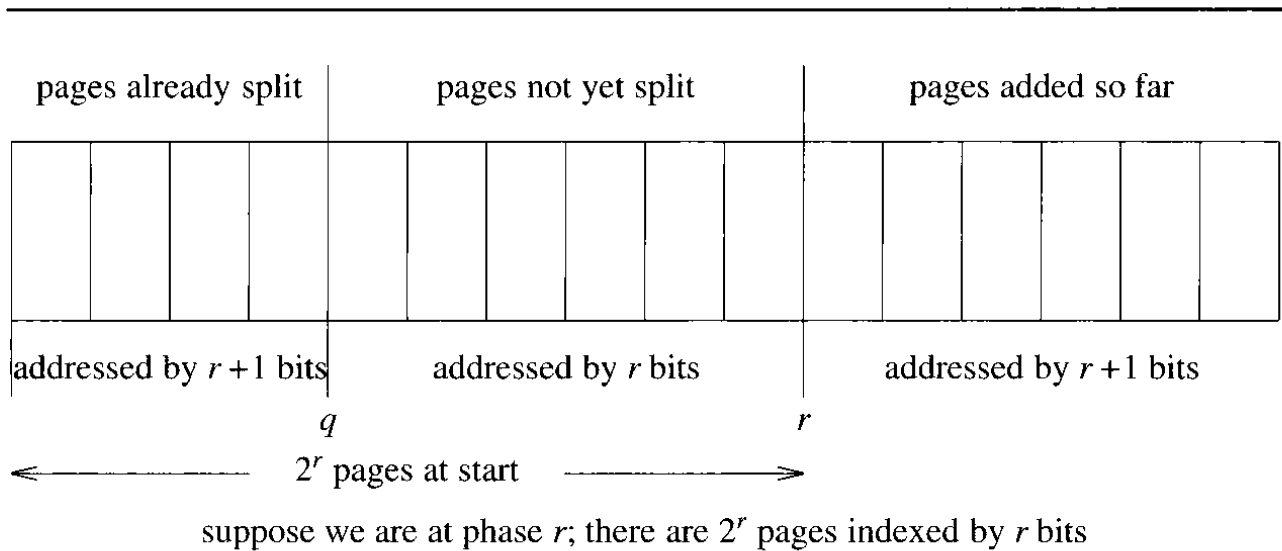 pages already split pages not yet split pages added so far
addressed by r+1 bits addressed by r bits addressed by r+1 bits
q r
2^r pages at start
suppose we are at phase r; there are 2^r pages indexed by r bits